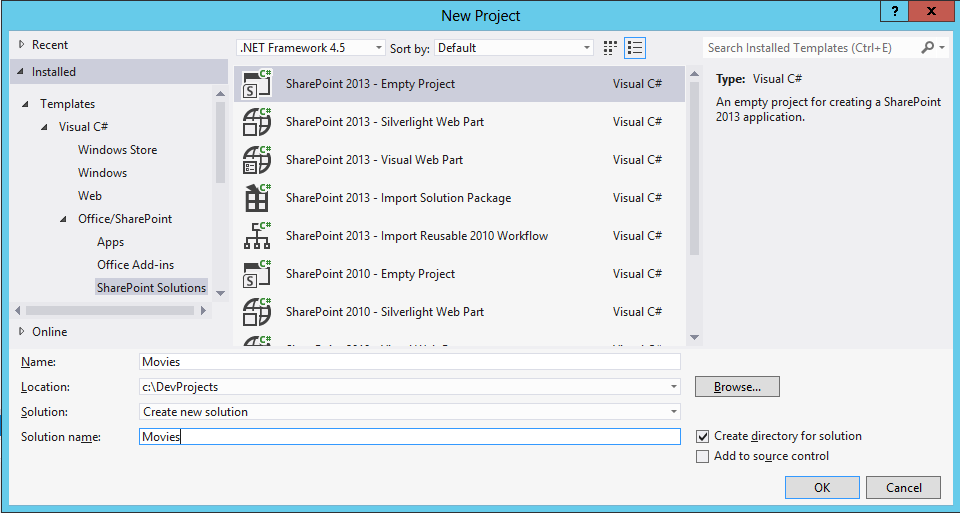 New Project
?
x
Recent
.NET Framework 4.5
Sort by:
Default
Search Installed Templates (Ctrl+E)
Installed
Templates
Visual C#
Windows Store
Windows
Web
Office/SharePoint
Apps
Office Add-ins
SharePoint Solutions
Online
C# S SharePoint 2013 - Empty Project Visual C#
C# SharePoint 2013 - Silverlight Web Part Visual C#
C# SharePoint 2013 - Visual Web Part Visual C#
C# SharePoint 2013 - Import Solution Package Visual C#
C# SharePoint 2013 - Import Reusable 2010 Workflow Visual C#
C# S SharePoint 2010 - Empty Project Visual C#
C# SharePoint 2010 - Silverlight Web Part Visual C#
Type: Visual C#
An empty project for creating a SharePoint
2013 application.
Name: Movies
Location: c:\DevProjects
Browse...
Solution: Create new solution
Solution name: Movies
Create directory for solution
Add to source control
OK
Cancel